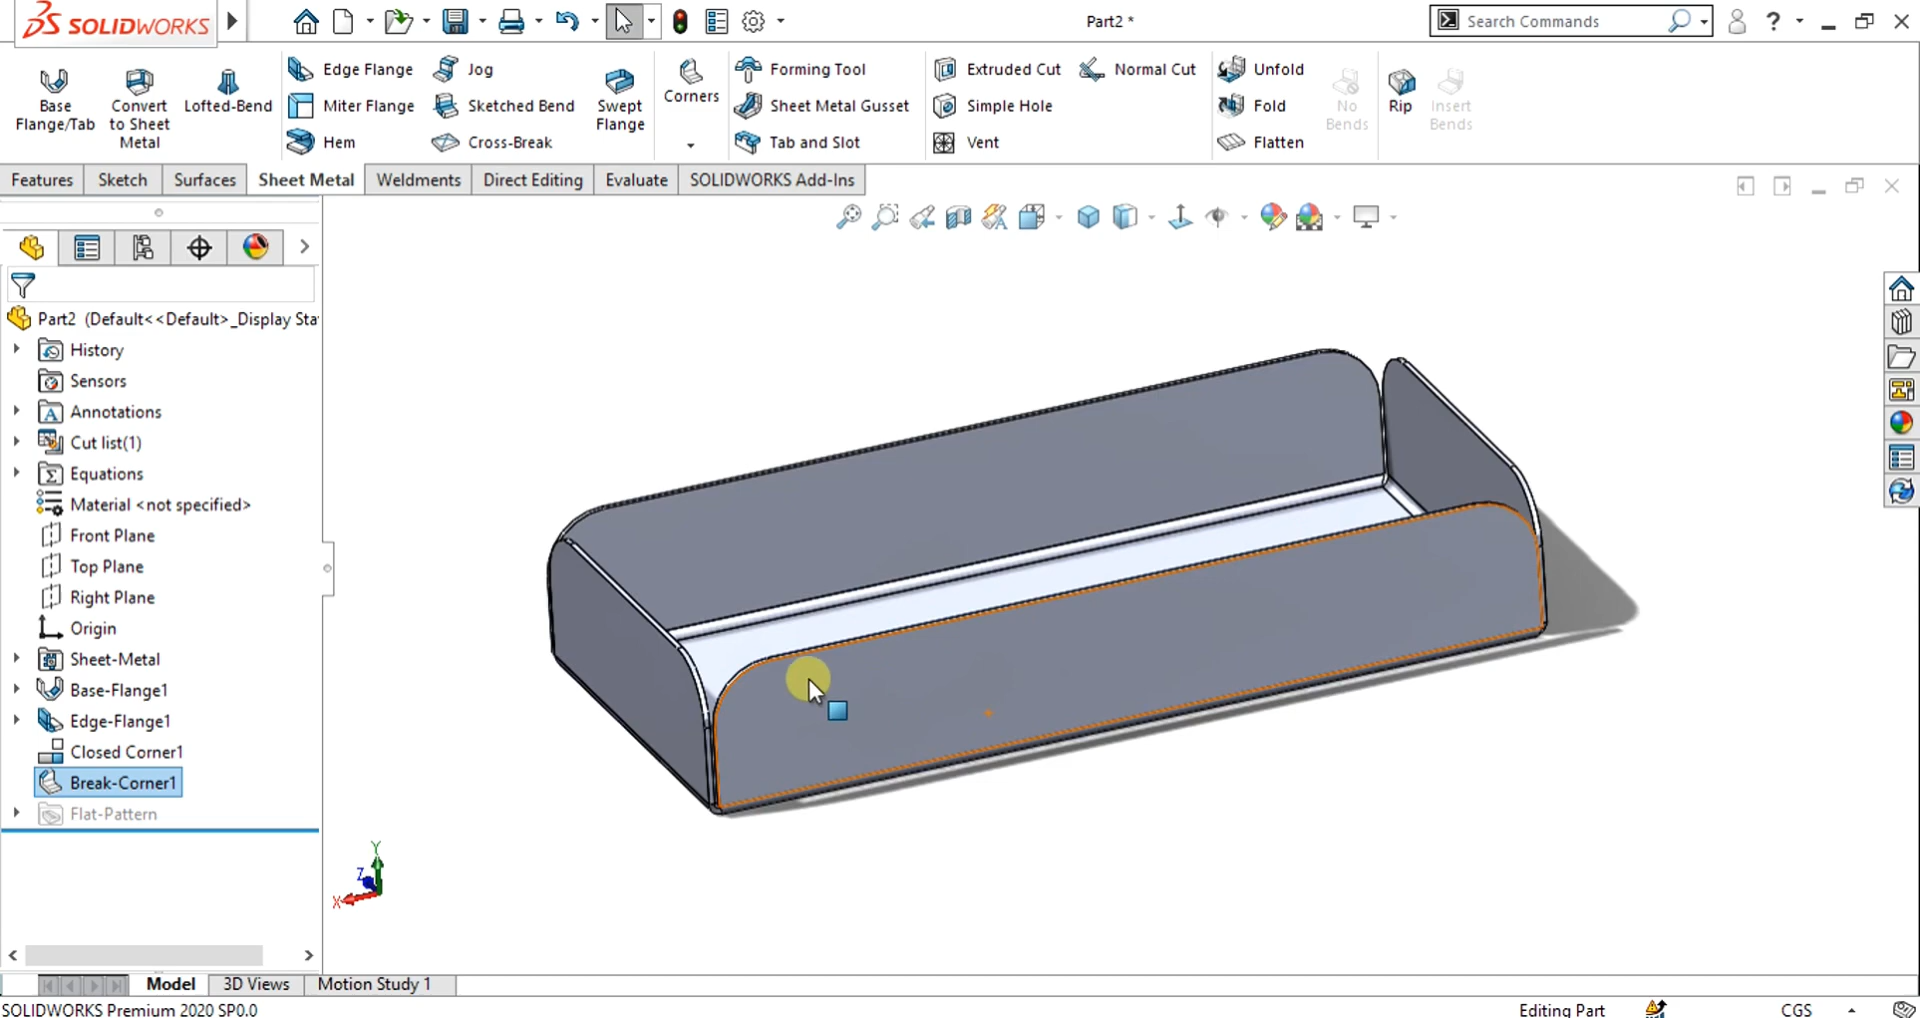 SOLIDWORKS
Part2 *
Search Commands
Base Flange/Tab
Convert to Sheet Metal
Lofted-Bend
Edge Flange
Miter Flange
Hem
Jog
Sketched Bend
Cross-Break
Swept Flange
Corners
Forming Tool
Sheet Metal Gusset
Tab and Slot
Extruded Cut
Simple Hole
Vent
Normal Cut
Unfold
Fold
Flatten
No Bends
Rip
Insert Bends
Features
Sketch
Surfaces
Sheet Metal
Weldments
Direct Editing
Evaluate
SOLIDWORKS Add-Ins
Part2 (Default<<Default>_Display Sta
History
Sensors
Annotations
Cut list(1)
Equations
Material <not specified>
Front Plane
Top Plane
Right Plane
Origin
Sheet-Metal
Base-Flange1
Edge-Flange1
Closed Corner1
Break-Corner1
Flat-Pattern
Y
Z
X
Model
3D Views
Motion Study 1
SOLIDWORKS Premium 2020 SP0.0
Editing Part
CGS